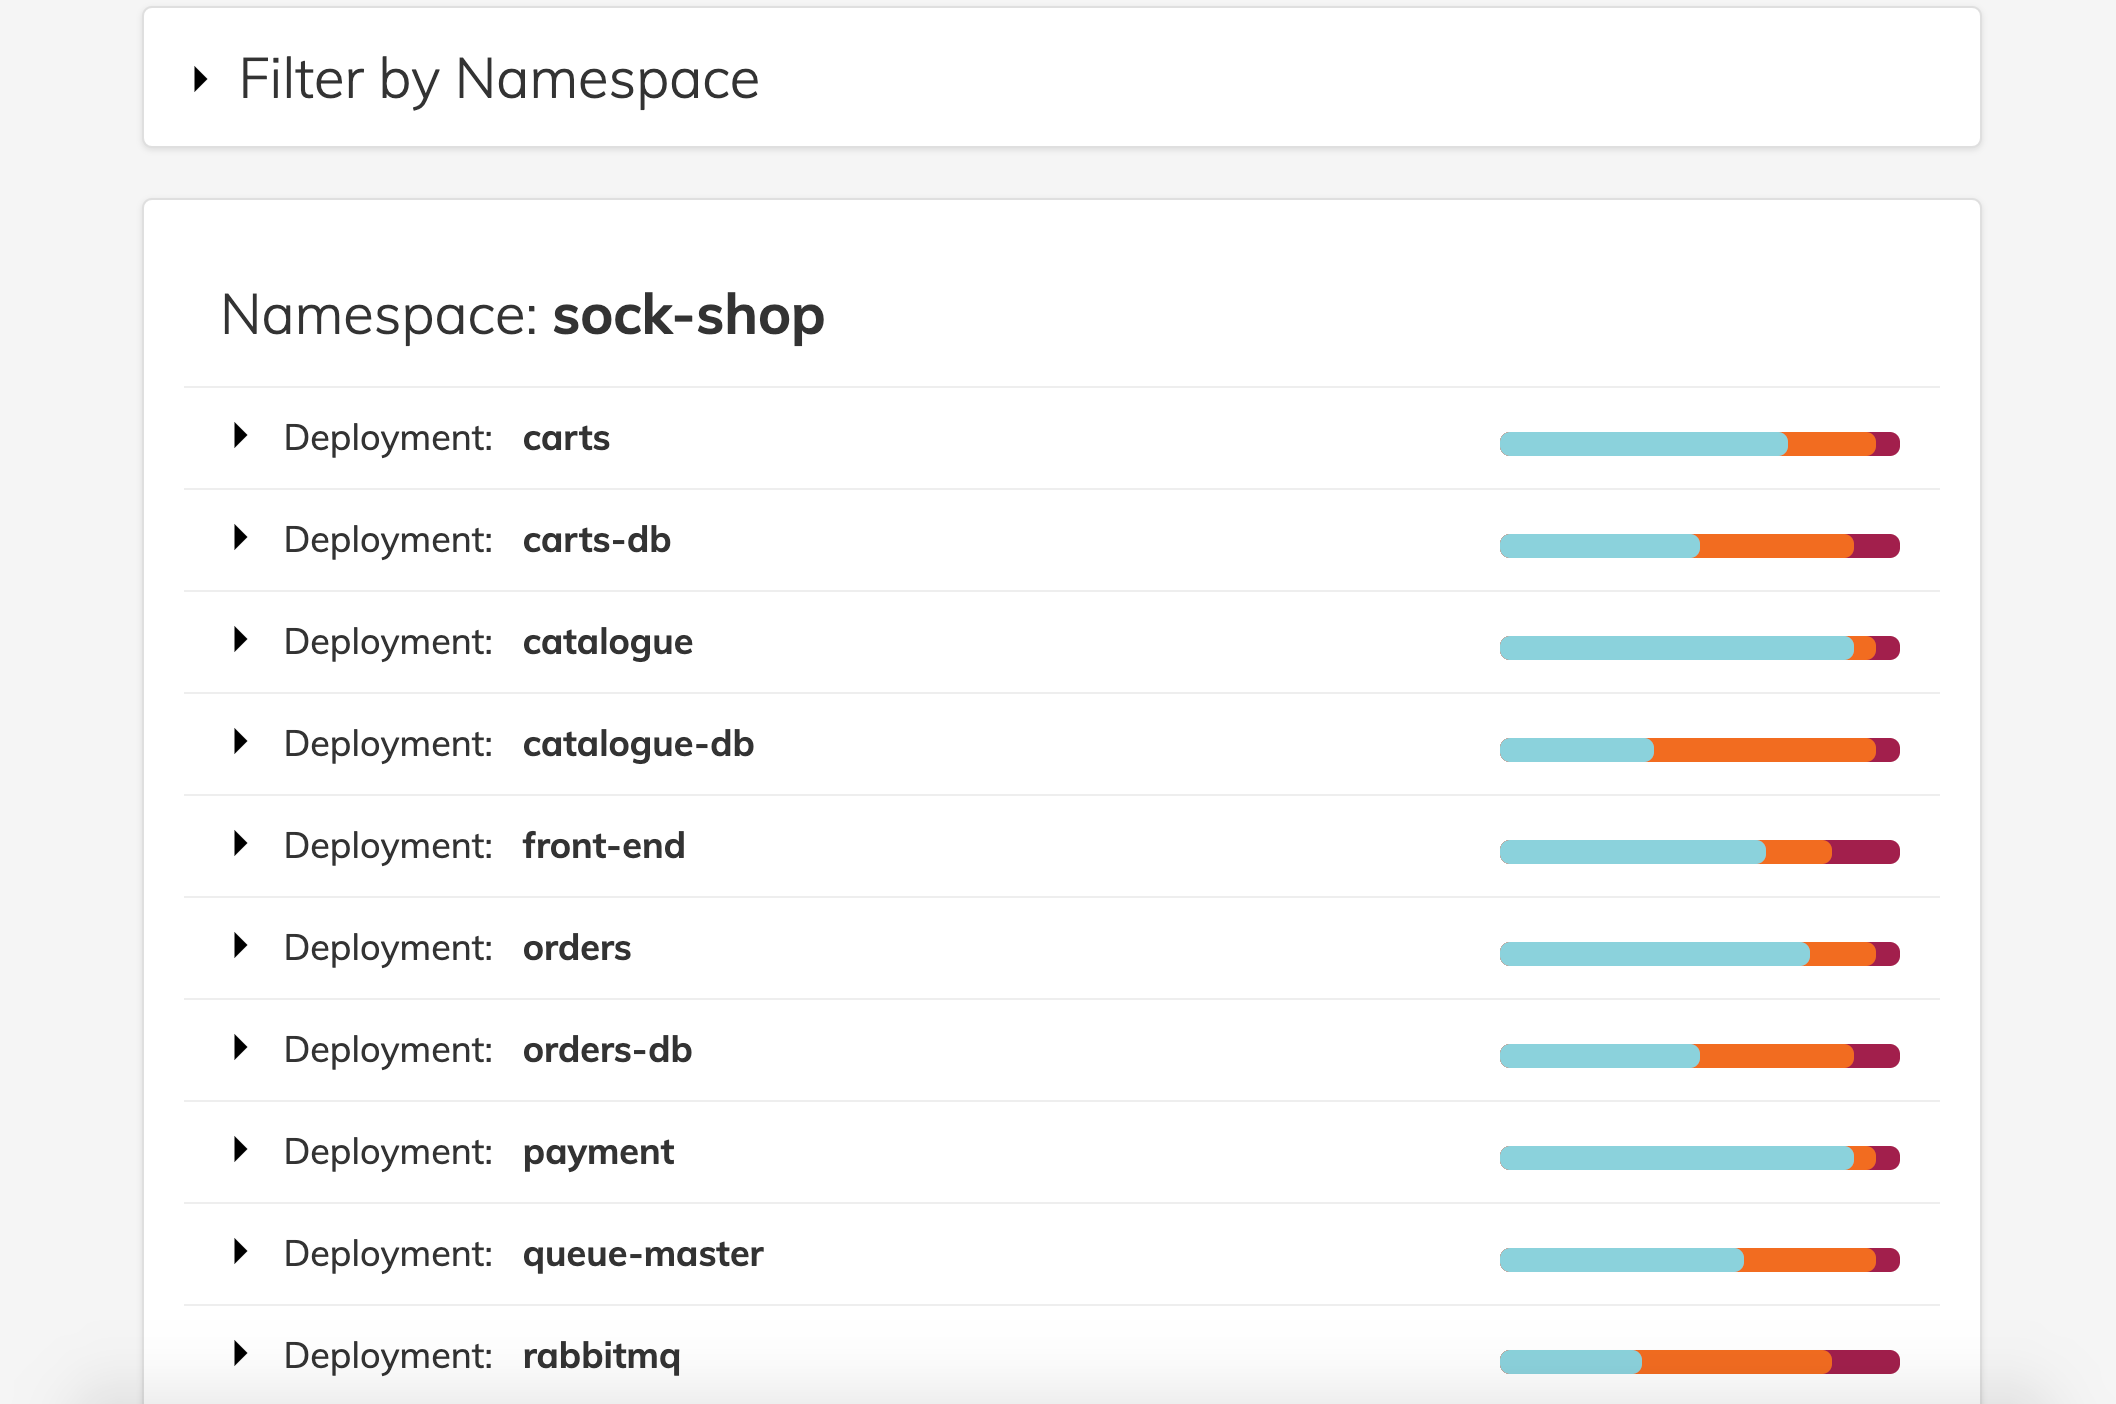 Filter by Namespace
Namespace: sock-shop
Deployment: carts
Deployment: carts-db
Deployment: catalogue
Deployment: catalogue-db
Deployment: front-end
Deployment: orders
Deployment: orders-db
Deployment: payment
Deployment: queue-master
Deployment: rabbitmq